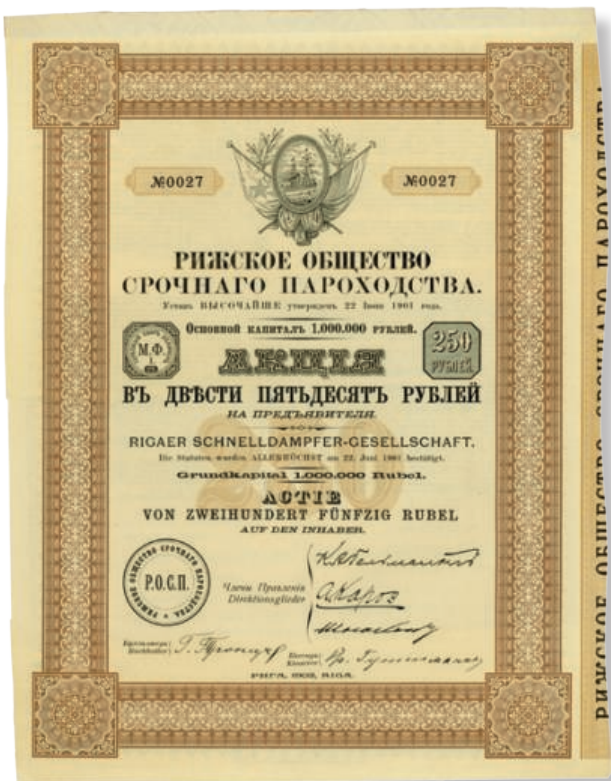 №0027
№0027
РИЖСКОЕ ОБЩЕСТВО
СРОЧНАГО ПАРОХОДСТВА.
Уставъ ВЫСОЧАЙШЕ утвержденъ 22 Іюня 1901 года.
Основной капиталъ 1.000.000 рублей.
М.Ф.
АКЦІЯ
250
РУБЛЕЙ
ВЪ ДВѢСТИ ПЯТЬДЕСЯТЪ РУБЛЕЙ
НА ПРЕДЪЯВИТЕЛЯ.
RIGAER SCHNELLDAMPFER-GESELLSCHAFT.
Die Statuten wurden ALLERHÖCHST am 22. Juni 1901 bestätigt.
Grundkapital 1.000.000 Rubel.
250
ACTIE
VON ZWEIHUNDERT FÜNFZIG RUBEL
AUF DEN INHABER.
РИЖСКОЕ ОБЩЕСТВО СРОЧНАГО ПАРОХОДСТВА
Р.О.С.П.
Члены Правленія
Directionsglieder
Бухгалтеръ
Buchhalter
Кассиръ
Kassierer
РИГА, RIGA.
РИЖСКОЕ ОБЩЕСТВО СРОЧНАГО ПАРОХОДСТВА